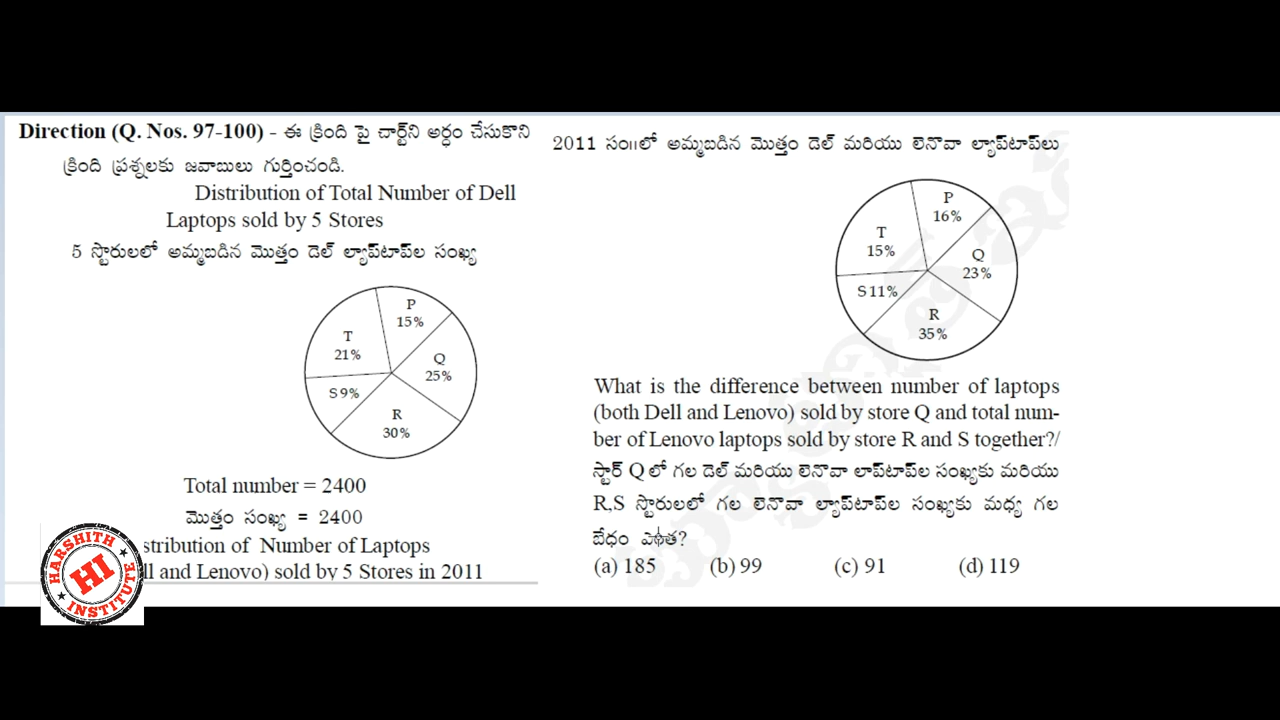 Direction (Q. Nos. 97-100) - ఈ క్రింది పై చార్ట్‌ని అర్ధం చేసుకొని
క్రింది ప్రశ్నలకు జవాబులు గుర్తించండి.
Distribution of Total Number of Dell
Laptops sold by 5 Stores
5 స్టోరులలో అమ్మబడిన మొత్తం డెల్ ల్యాప్‌టాప్‌ల సంఖ్య
P
15%
T
21%
Q
25%
S 9%
R
30%
Total number = 2400
మొత్తం సంఖ్య = 2400
stribution of Number of Laptops
ll and Lenovo) sold by 5 Stores in 2011
HARSHITH
HI
INSTITUTE
2011 సం॥లో అమ్మబడిన మొత్తం డెల్ మరియు లెనొవా ల్యాప్‌టాప్‌లు
P
16%
T
15%
Q
23%
S 11%
R
35%
What is the difference between number of laptops
(both Dell and Lenovo) sold by store Q and total num-
ber of Lenovo laptops sold by store R and S together?/
స్టార్ Q లో గల డెల్ మరియు లెనొవా లాప్‌టాప్‌ల సంఖ్యకు మరియు
R,S స్టొరులలో గల లెనొవా ల్యాప్‌టాప్‌ల సంఖ్యకు మధ్య గల
బేధం ఎంత?
(a) 185 (b) 99 (c) 91 (d) 119